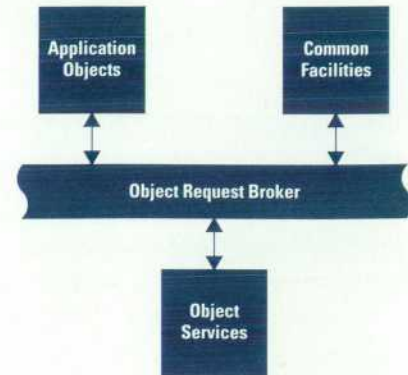 Application
Objects
Common
Facilities
Object Request Broker
Object
Services